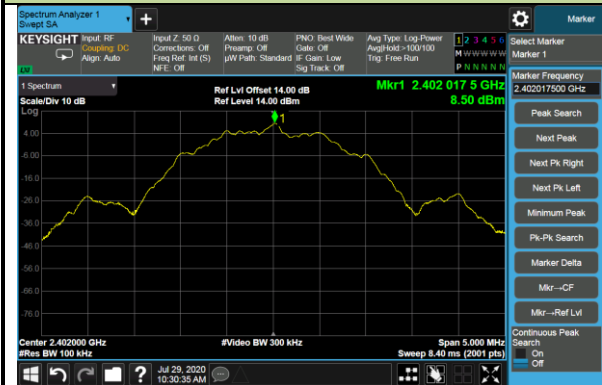 Spectrum Analyzer 1
Swept SA
Marker
KEYSIGHT
Input: RF
Coupling: DC
Align: Auto
Input Z: 50 Ω
Corrections: Off
Freq Ref: Int (S)
NFE: Off
Atten: 10 dB
Preamp: Off
µW Path: Standard
PNO: Best Wide
Gate: Off
IF Gain: Low
Sig Track: Off
Avg Type: Log-Power
Avg|Hold:>100/100
Trig: Free Run
1 2 3 4 5 6
M W W W W W
P N N N N N
Select Marker
Marker 1
1 Spectrum
Scale/Div 10 dB
Log
Ref Lvl Offset 14.00 dB
Ref Level 14.00 dBm
Mkr1 2.402 017 5 GHz
8.50 dBm
Marker Frequency
2.402017500 GHz
Peak Search
Next Peak
Next Pk Right
Next Pk Left
Minimum Peak
Pk-Pk Search
Marker Delta
Mkr→CF
Mkr→Ref Lvl
Continuous Peak
Search
On
Off
1
4.00
-6.00
-16.0
-26.0
-36.0
-46.0
-56.0
-66.0
-76.0
Center 2.402000 GHz
#Res BW 100 kHz
#Video BW 300 kHz
Span 5.000 MHz
Sweep 8.40 ms (2001 pts)
Jul 29, 2020
10:30:35 AM